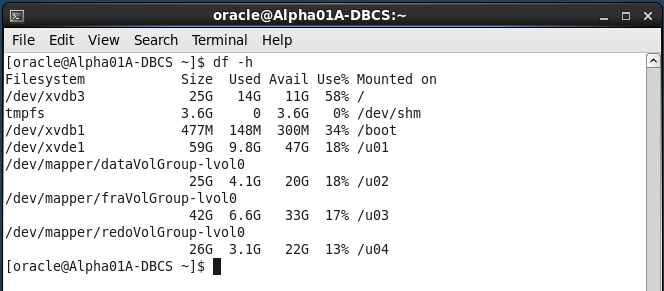 oracle@Alpha01A-DBCS:~
File Edit View Search Terminal Help
[oracle@Alpha01A-DBCS ~]$ df -h
Filesystem            Size  Used Avail Use% Mounted on
/dev/xvdb3             25G   14G   11G  58% /
tmpfs                 3.6G     0  3.6G   0% /dev/shm
/dev/xvdb1            477M  148M  300M  34% /boot
/dev/xvde1             59G  9.8G   47G  18% /u01
/dev/mapper/dataVolGroup-lvol0
                       25G  4.1G   20G  18% /u02
/dev/mapper/fraVolGroup-lvol0
                       42G  6.6G   33G  17% /u03
/dev/mapper/redoVolGroup-lvol0
                       26G  3.1G   22G  13% /u04
[oracle@Alpha01A-DBCS ~]$